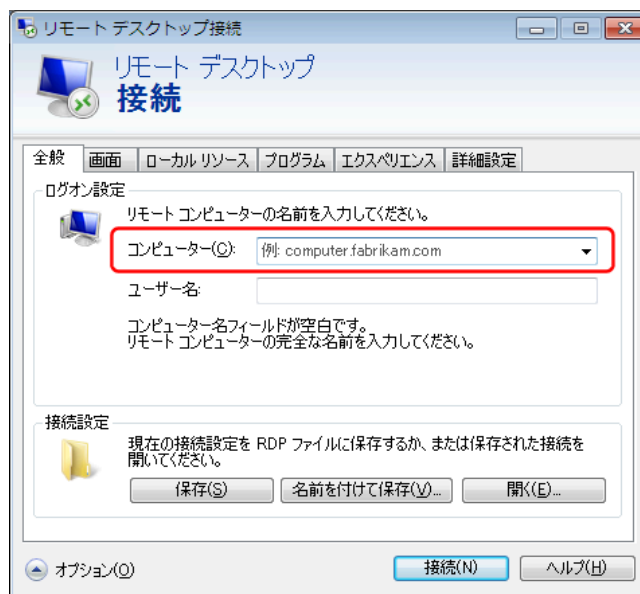 リモート デスクトップ接続
リモート デスクトップ
接続
全般 画面 ローカル リソース プログラム エクスペリエンス 詳細設定
ログオン設定
リモート コンピューターの名前を入力してください。
コンピューター(C): 例: computer.fabrikam.com
ユーザー名:
コンピューター名フィールドが空白です。
リモート コンピューターの完全な名前を入力してください。
接続設定
現在の接続設定を RDP ファイルに保存するか、または保存された接続を
開いてください。
保存(S) 名前を付けて保存(V)... 開く(E)...
オプション(O) 接続(N) ヘルプ(H)